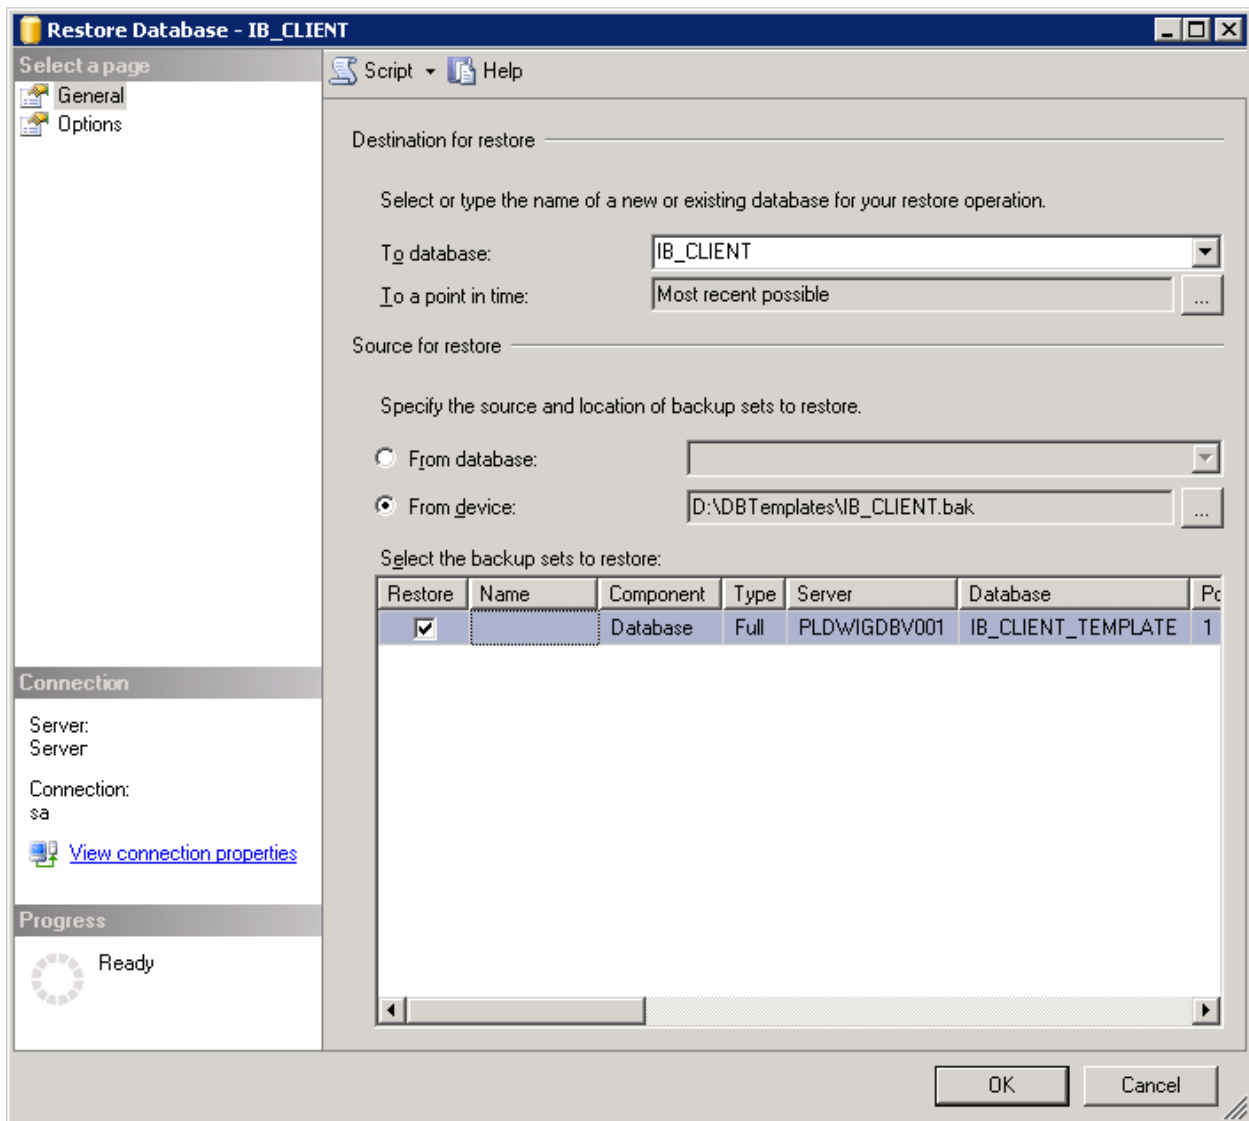 Restore Database - IB_CLIENT
Select a page
General
Options
Script
Help
Destination for restore
Select or type the name of a new or existing database for your restore operation.
To database:
IB_CLIENT
To a point in time:
Most recent possible
...
Source for restore
Specify the source and location of backup sets to restore.
From database:
From device:
D:\DBTemplates\IB_CLIENT.bak
...
Select the backup sets to restore:
Restore Name Component Type Server Database Po
Database Full PLDWIGDBV001 IB_CLIENT_TEMPLATE 1
Connection
Server:
Server
Connection:
sa
View connection properties
Progress
Ready
OK
Cancel